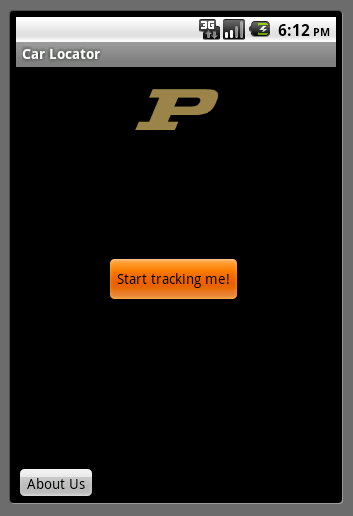 3G 6:12 PM
Car Locator
P
Start tracking me!
About Us